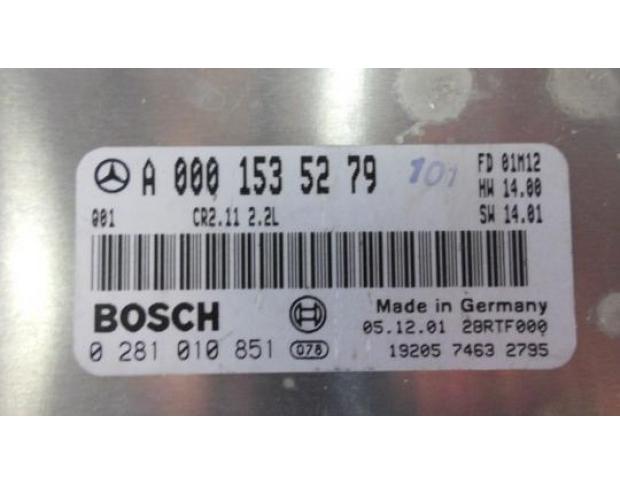 A 000 153 52 79 101 FD 01M12
HW 14.00
001 CR2.11 2.2L SW 14.01
BOSCH Made in Germany
05.12.01 28RTF000
0 281 010 851 078 19205 7463 2795